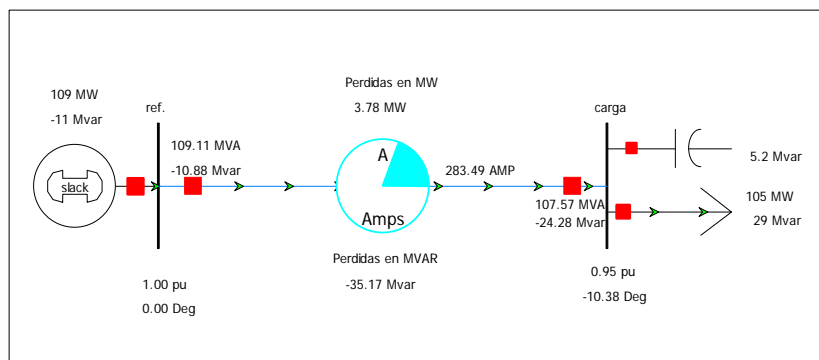 109 MW
-11 Mvar
slack
ref.
109.11 MVA
-10.88 Mvar
1.00 pu
0.00 Deg
Perdidas en MW
3.78 MW
A
Amps
283.49 AMP
Perdidas en MVAR
-35.17 Mvar
carga
107.57 MVA
-24.28 Mvar
0.95 pu
-10.38 Deg
5.2 Mvar
105 MW
29 Mvar